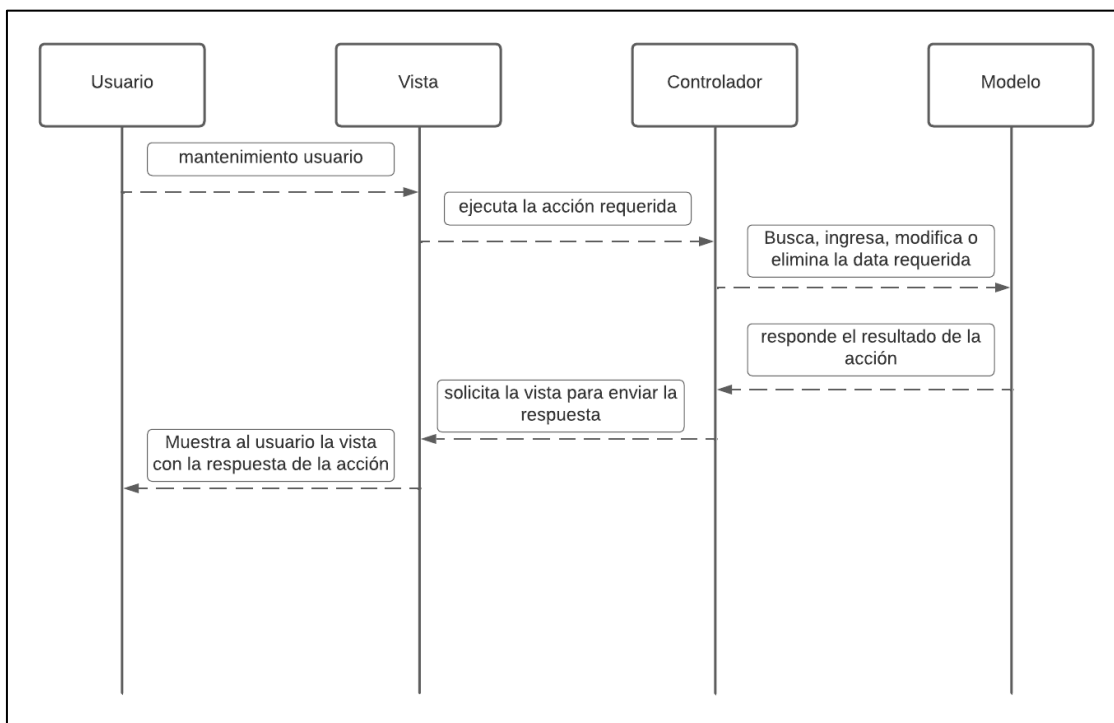 Usuario
Vista
Controlador
Modelo
mantenimiento usuario
ejecuta la acción requerida
Busca, ingresa, modifica o
elimina la data requerida
responde el resultado de la
acción
solicita la vista para enviar la
respuesta
Muestra al usuario la vista
con la respuesta de la acción